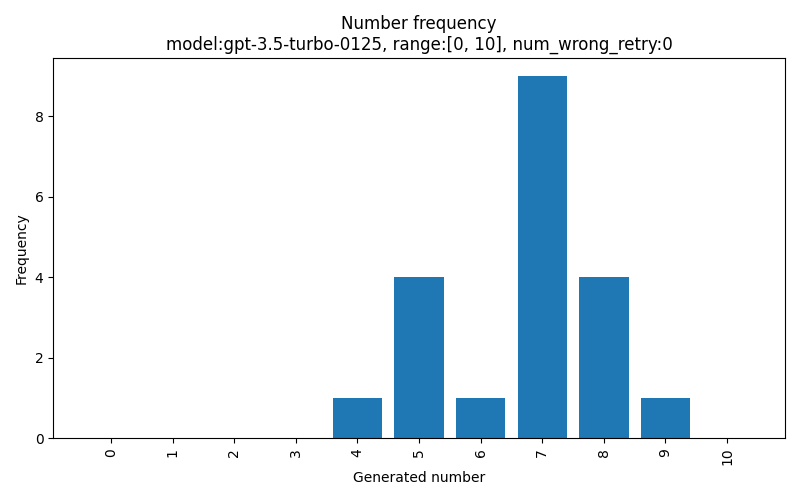 Number frequency
model:gpt-3.5-turbo-0125, range:[0, 10], num_wrong_retry:0
8
6
4
2
0
Frequency
0 1 2 3 4 5 6 7 8 9 10
Generated number